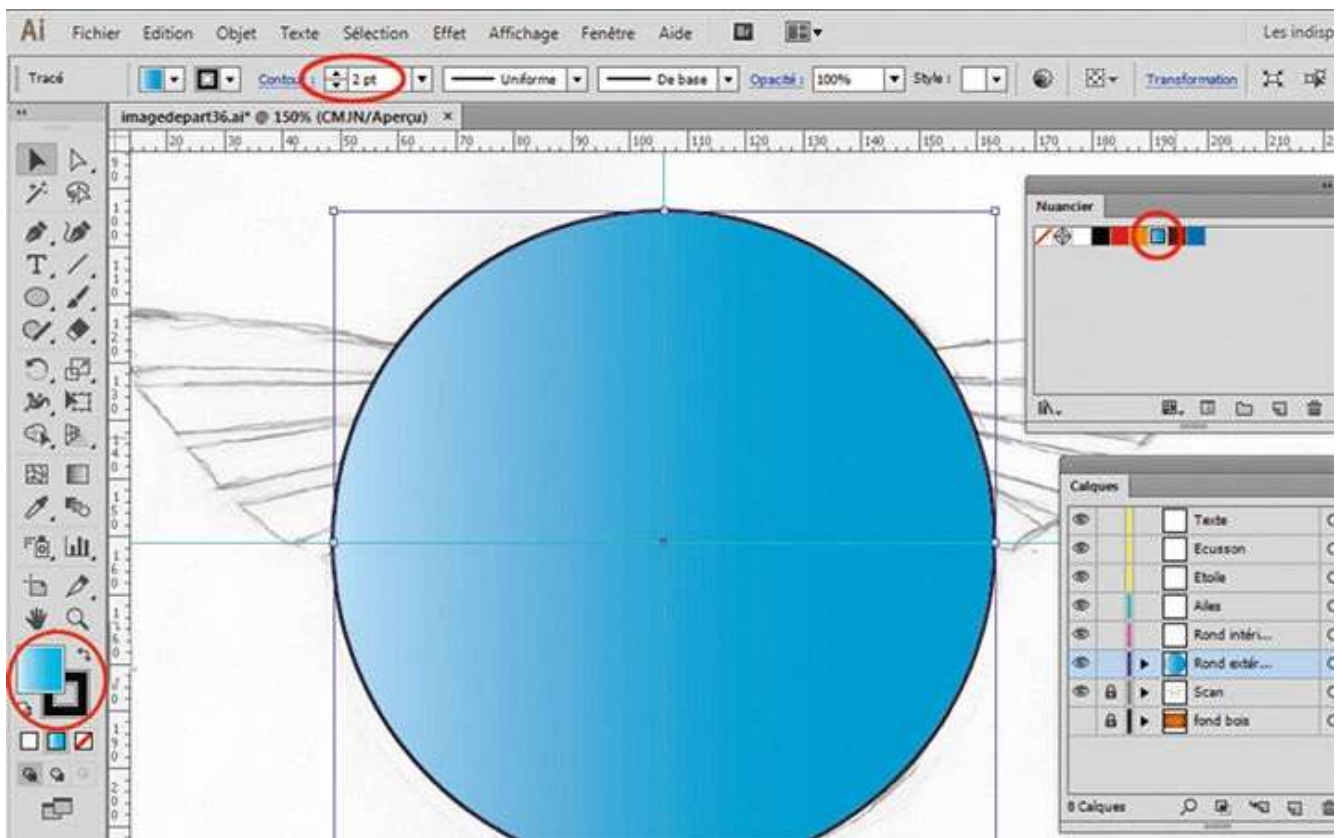 Ai Fichier Edition Objet Texte Sélection Effet Affichage Fenêtre Aide Br Les indisp
Tracé Contour : 2 pt Uniforme De base Opacité : 100% Style : Transformation
imagedepart36.ai* @ 150% (CMJN/Aperçu) ×
20 30 40 50 60 70 80 90 100 110 120 130 140 150 160 170 180 190 200 210
Nuancier
Calques
Texte
Ecusson
Etoile
Ailes
Rond intéri...
Rond extér...
Scan
fond bois
8 Calques